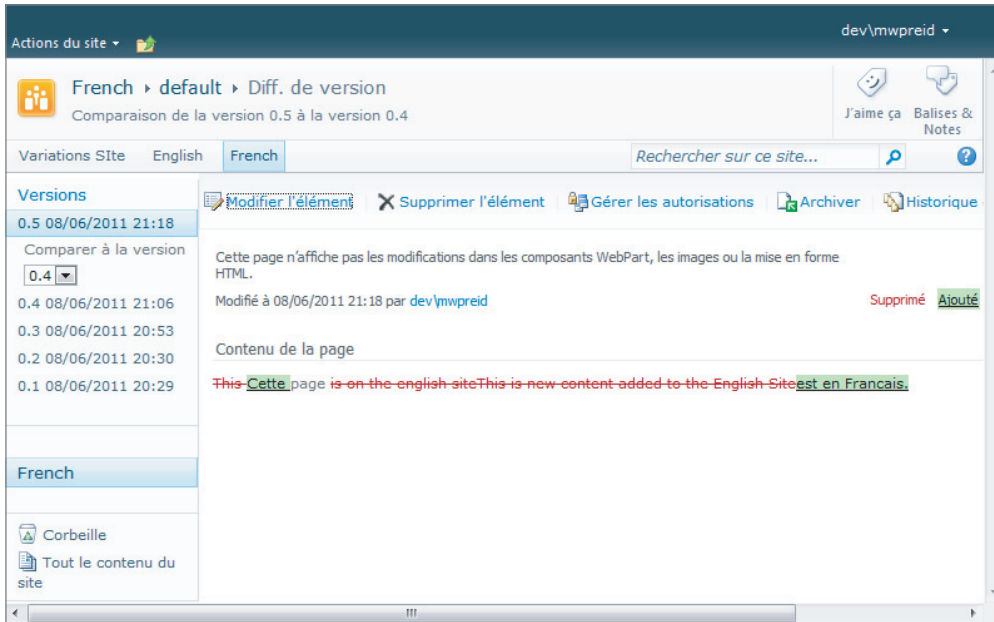 dev\mwpreid
Actions du site
French ▸ default ▸ Diff. de version
Comparaison de la version 0.5 à la version 0.4
J'aime ça
Balises &
Notes
Variations SIte English French
Rechercher sur ce site...
Versions
0.5 08/06/2011 21:18
Comparer à la version
0.4
0.4 08/06/2011 21:06
0.3 08/06/2011 20:53
0.2 08/06/2011 20:30
0.1 08/06/2011 20:29
French
Corbeille
Tout le contenu du
site
Modifier l'élément Supprimer l'élément Gérer les autorisations Archiver Historique
Cette page n’affiche pas les modifications dans les composants WebPart, les images ou la mise en forme
HTML.
Modifié à 08/06/2011 21:18 par dev\mwpreid
Supprimé Ajouté
Contenu de la page
This Cette page is on the english siteThis is new content added to the English Siteest en Francais.